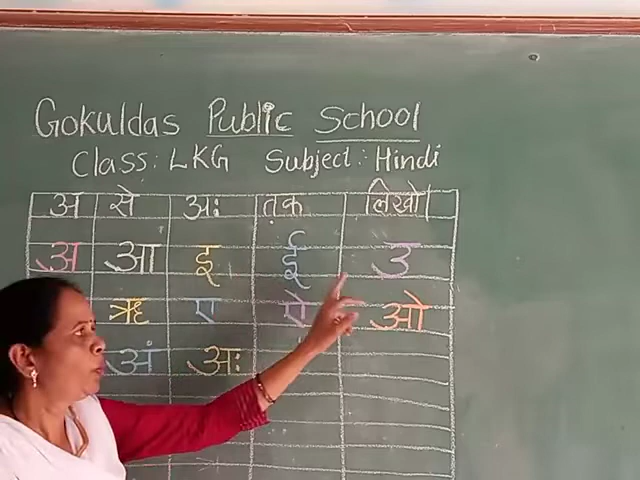 Gokuldas Public School
Class: LKG Subject: Hindi
अ से अः तक लिखो।
अ आ इ ई उ
ऋ ए ऐ ओ
अं अः